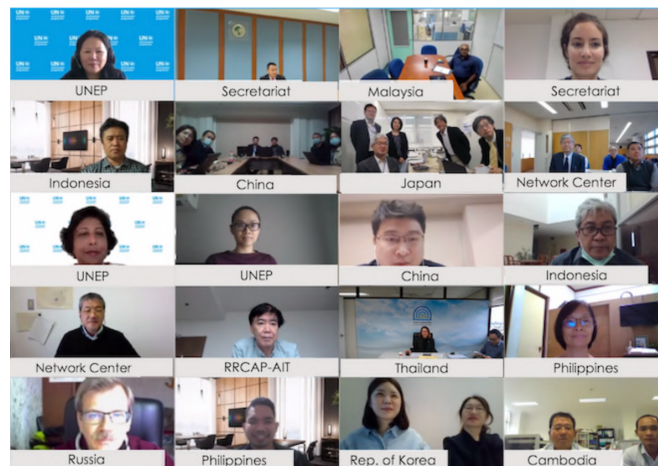 UNEP
Secretariat
Malaysia
Secretariat
Indonesia
China
Japan
Network Center
UNEP
UNEP
China
Indonesia
Network Center
RRCAP-AIT
Thailand
Philippines
Russia
Philippines
Rep. of Korea
Cambodia